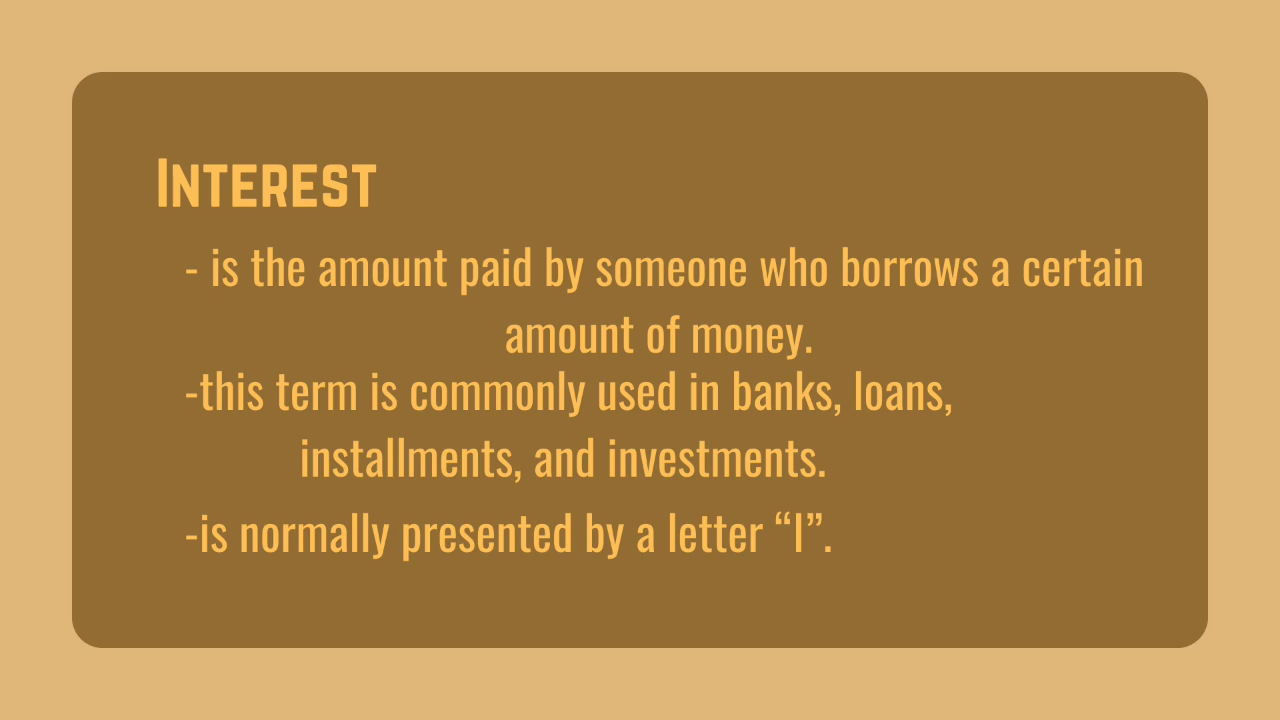 Interest
- is the amount paid by someone who borrows a certain
amount of money.
-this term is commonly used in banks, loans,
installments, and investments.
-is normally presented by a letter “I”.